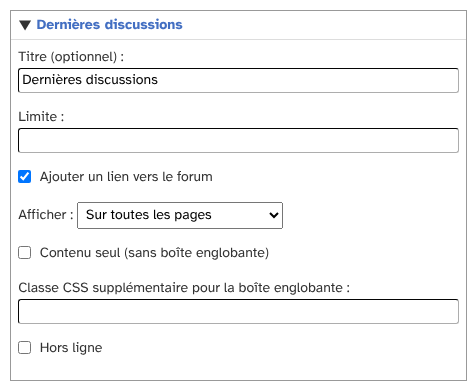 Dernières discussions
Titre (optionnel) :
Dernières discussions
Limite :
Ajouter un lien vers le forum
Afficher : Sur toutes les pages
Contenu seul (sans boîte englobante)
Classe CSS supplémentaire pour la boîte englobante :
Hors ligne